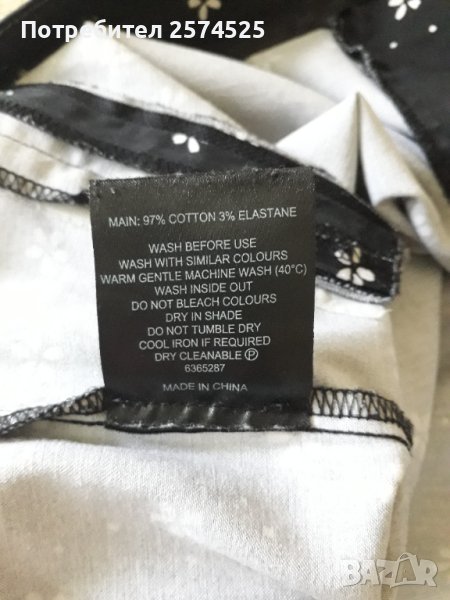 Потребител 2574525
MAIN: 97% COTTON 3% ELASTANE
WASH BEFORE USE
WASH WITH SIMILAR COLOURS
WARM GENTLE MACHINE WASH (40°C)
WASH INSIDE OUT
DO NOT BLEACH COLOURS
DRY IN SHADE
DO NOT TUMBLE DRY
COOL IRON IF REQUIRED
DRY CLEANABLE Ⓟ
6365287
MADE IN CHINA
BAZAR